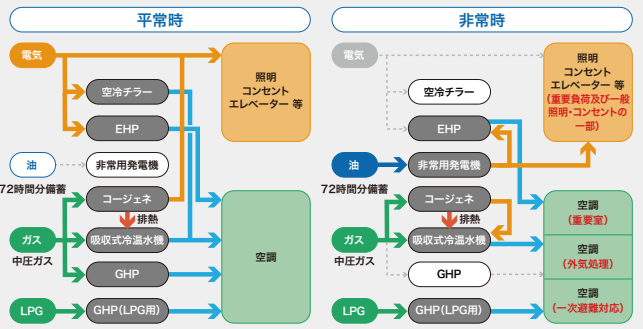 平常時
電気
空冷チラー
EHP
油
非常用発電機
72時間分備蓄
コージェネ
排熱
ガス
吸収式冷温水機
中圧ガス
GHP
LPG
GHP(LPG用)
照明
コンセント
エレベーター 等
空調
非常時
電気
空冷チラー
EHP
油
非常用発電機
72時間分備蓄
コージェネ
排熱
ガス
吸収式冷温水機
中圧ガス
GHP
LPG
GHP(LPG用)
照明
コンセント
エレベーター 等
(重要負荷及び一般
照明・コンセントの
一部)
空調
(重要室)
空調
(外気処理)
空調
(一次避難対応)